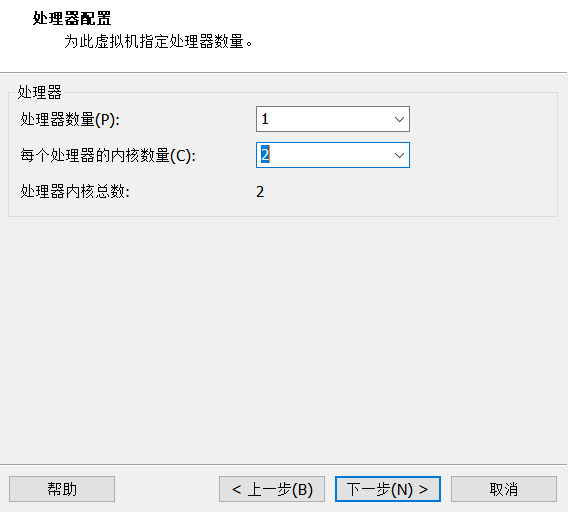 处理器配置
为此虚拟机指定处理器数量。
处理器
处理器数量(P):
1
每个处理器的内核数量(C):
2
处理器内核总数:
2
帮助
< 上一步(B)
下一步(N) >
取消